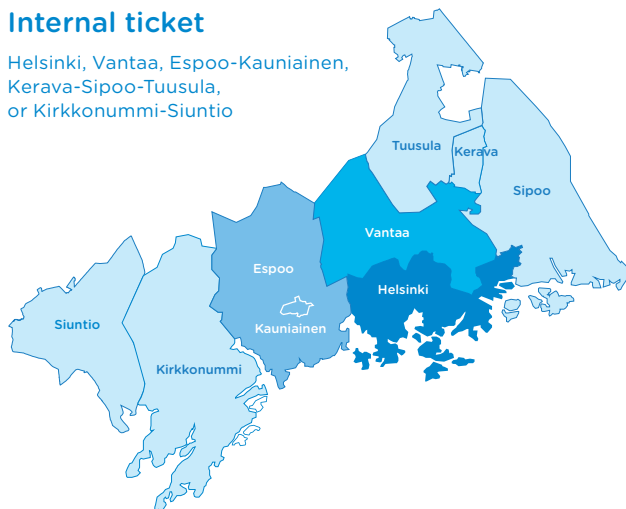 Internal ticket
Helsinki, Vantaa, Espoo-Kauniainen,
Kerava-Sipoo-Tuusula,
or Kirkkonummi-Siuntio
Tuusula
Kerava
Sipoo
Vantaa
Espoo
Helsinki
Kauniainen
Siuntio
Kirkkonummi